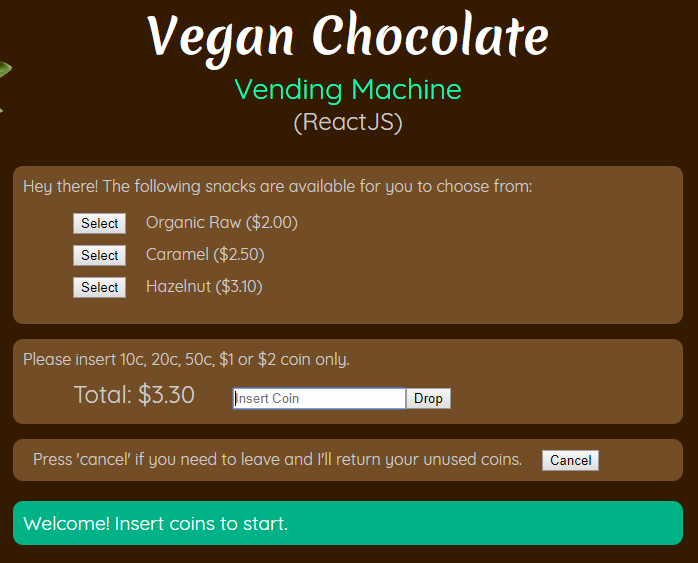 Vegan Chocolate
Vending Machine
(ReactJS)
Hey there! The following snacks are available for you to choose from:
Select Organic Raw ($2.00)
Select Caramel ($2.50)
Select Hazelnut ($3.10)
Please insert 10c, 20c, 50c, $1 or $2 coin only.
Total: $3.30 Insert Coin Drop
Press 'cancel' if you need to leave and I'll return your unused coins. Cancel
Welcome! Insert coins to start.